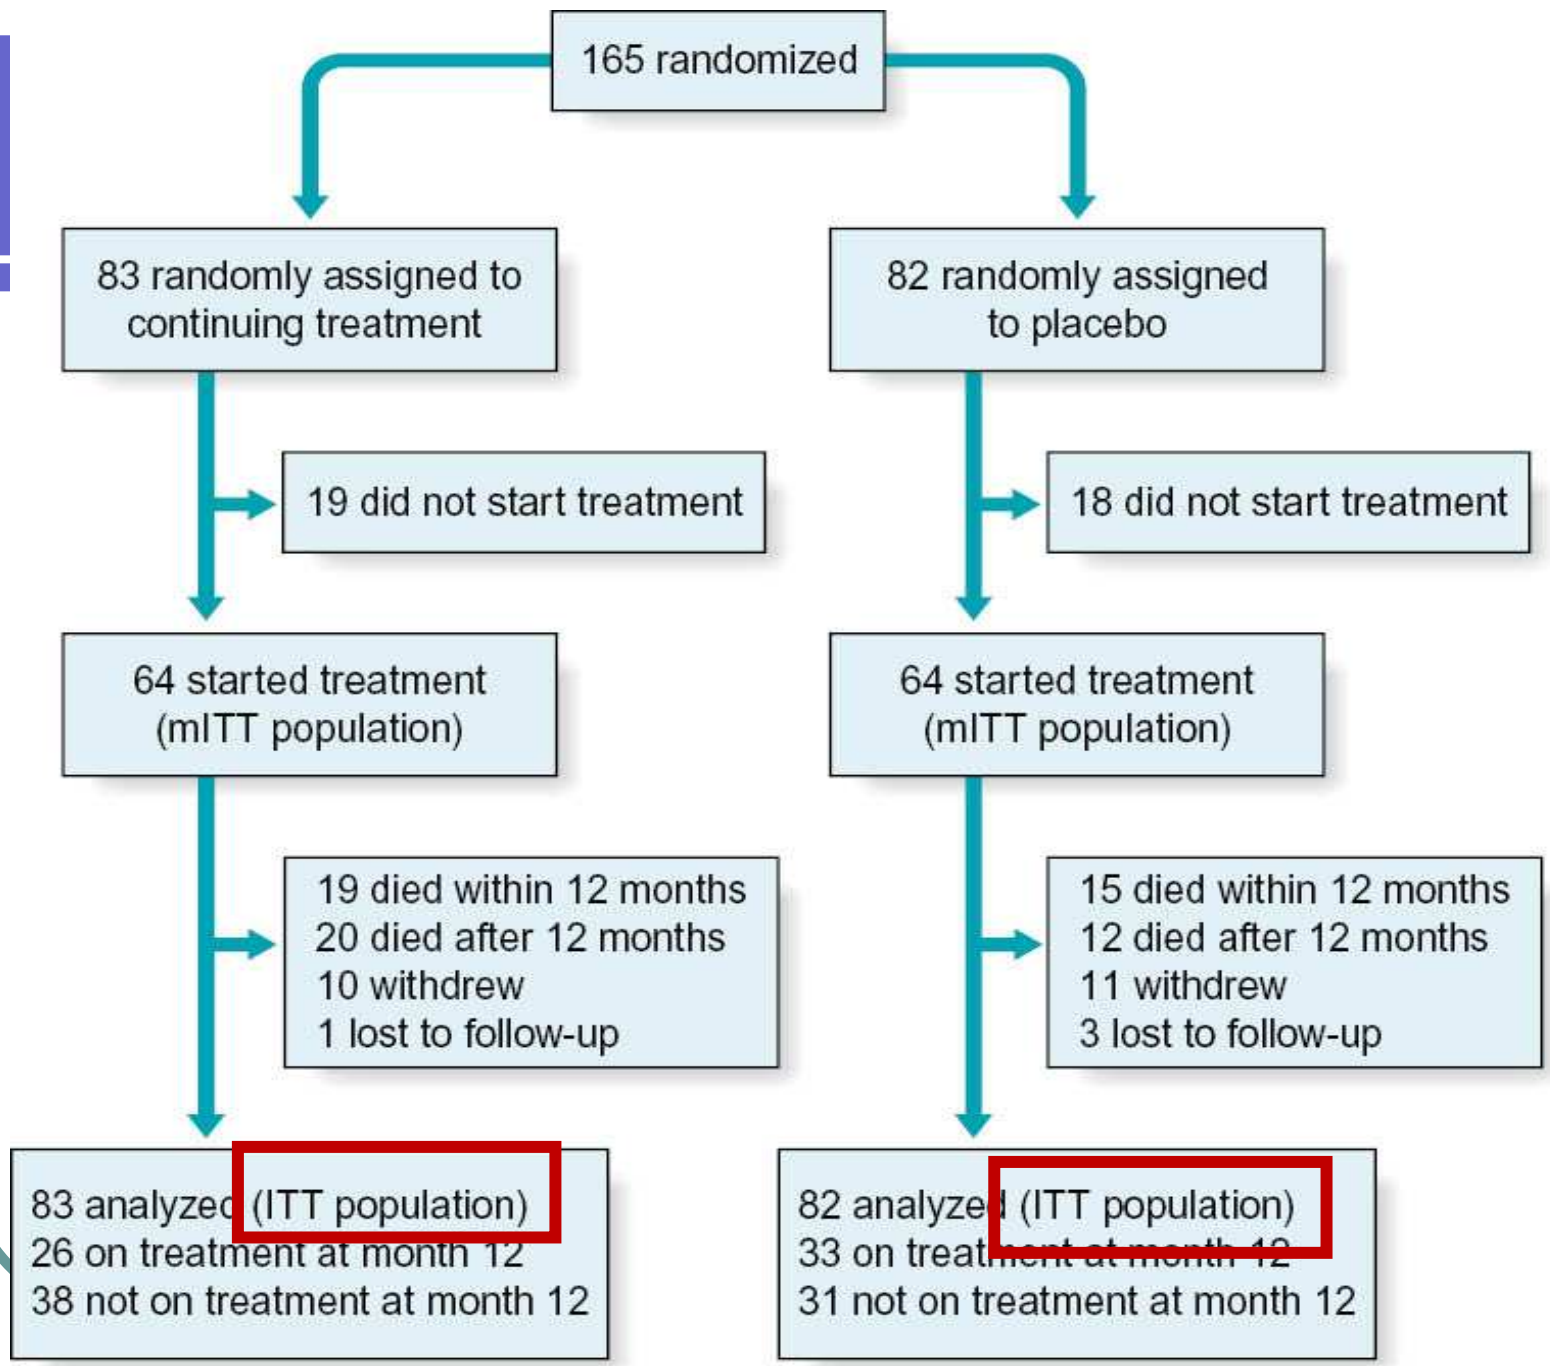 165 randomized
83 randomly assigned to
continuing treatment
82 randomly assigned
to placebo
19 did not start treatment
18 did not start treatment
64 started treatment
(mITT population)
64 started treatment
(mITT population)
19 died within 12 months
20 died after 12 months
10 withdrew
1 lost to follow-up
15 died within 12 months
12 died after 12 months
11 withdrew
3 lost to follow-up
83 analyzed (ITT population)
26 on treatment at month 12
38 not on treatment at month 12
82 analyzed (ITT population)
33 on treatment at month 12
31 not on treatment at month 12